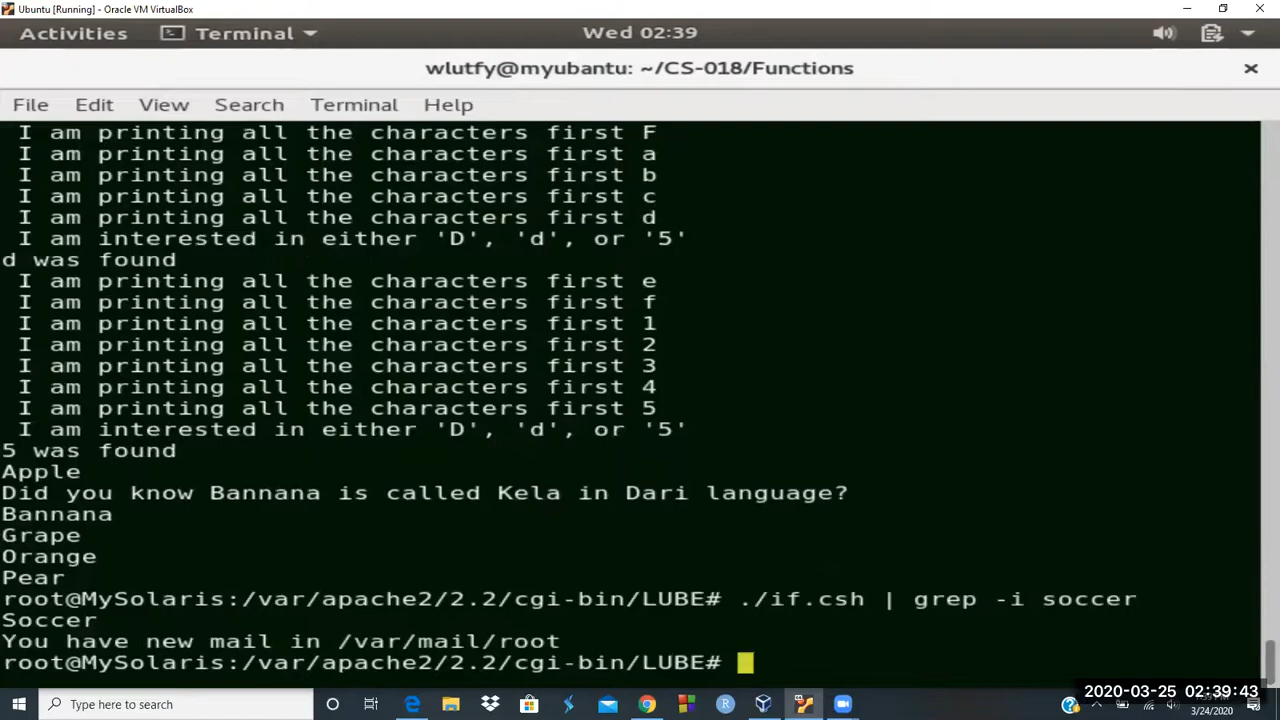 Ubuntu [Running] - Oracle VM VirtualBox
Activities Terminal Wed 02:39
wlutfy@myubantu: ~/CS-018/Functions
File Edit View Search Terminal Help
I am printing all the characters first F
I am printing all the characters first a
I am printing all the characters first b
I am printing all the characters first c
I am printing all the characters first d
I am interested in either 'D', 'd', or '5'
d was found
I am printing all the characters first e
I am printing all the characters first f
I am printing all the characters first 1
I am printing all the characters first 2
I am printing all the characters first 3
I am printing all the characters first 4
I am printing all the characters first 5
I am interested in either 'D', 'd', or '5'
5 was found
Apple
Did you know Bannana is called Kela in Dari language?
Bannana
Grape
Orange
Pear
root@MySolaris:/var/apache2/2.2/cgi-bin/LUBE# ./if.csh | grep -i soccer
Soccer
You have new mail in /var/mail/root
root@MySolaris:/var/apache2/2.2/cgi-bin/LUBE#
2020-03-25 02:39:43
Type here to search
3/24/2020